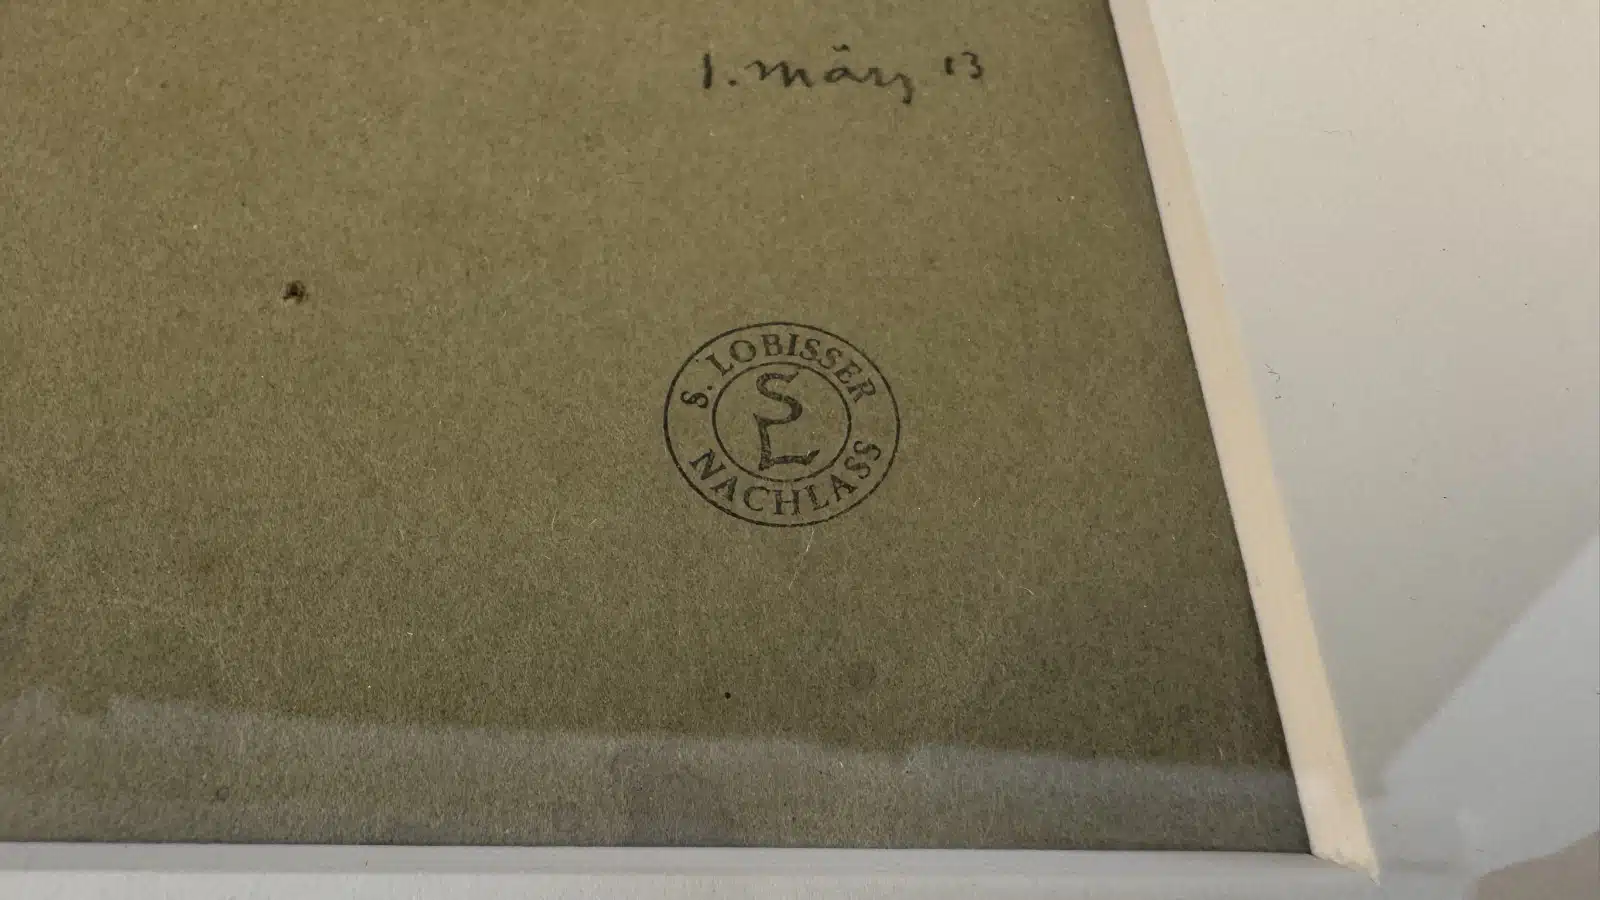 1. März 13
S. LOBISSER
SL
NACHLASS